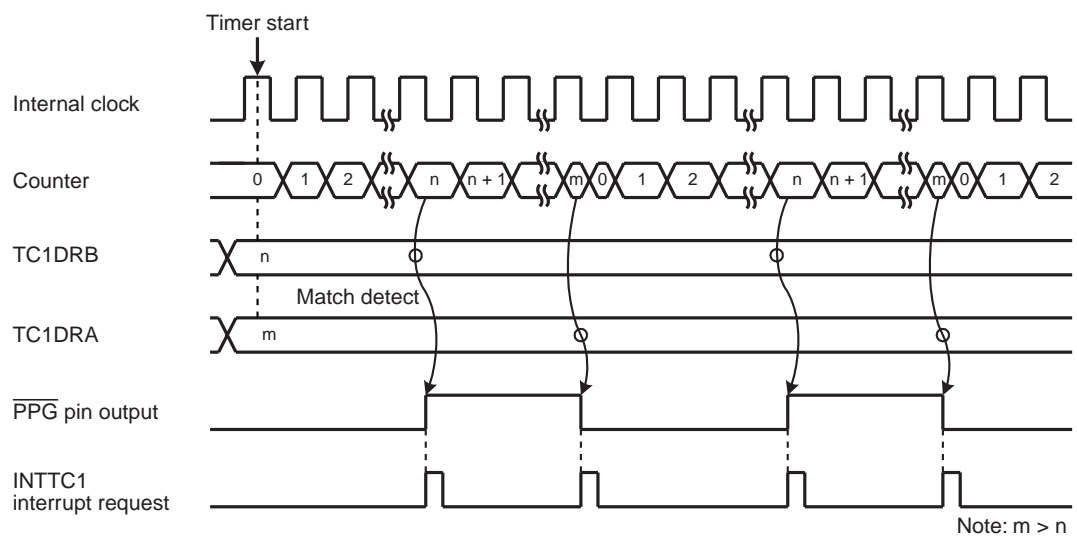 Timer start
Internal clock
Counter
0 1 2 n n + 1 m 0 1 2 n n + 1 m 0 1 2
TC1DRB
n
Match detect
TC1DRA
m
PPG pin output
INTTC1
interrupt request
Note: m > n